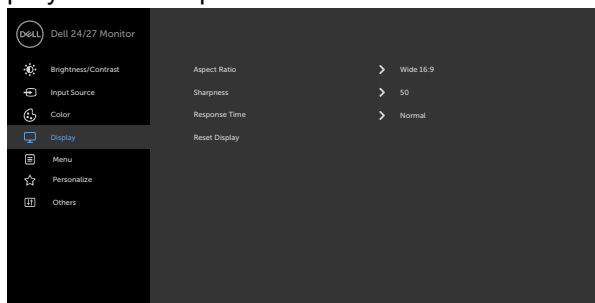 DELL
Dell 24/27 Monitor
Brightness/Contrast
Aspect Ratio
Wide 16:9
Input Source
Sharpness
50
Color
Response Time
Normal
Display
Reset Display
Menu
Personalize
Others